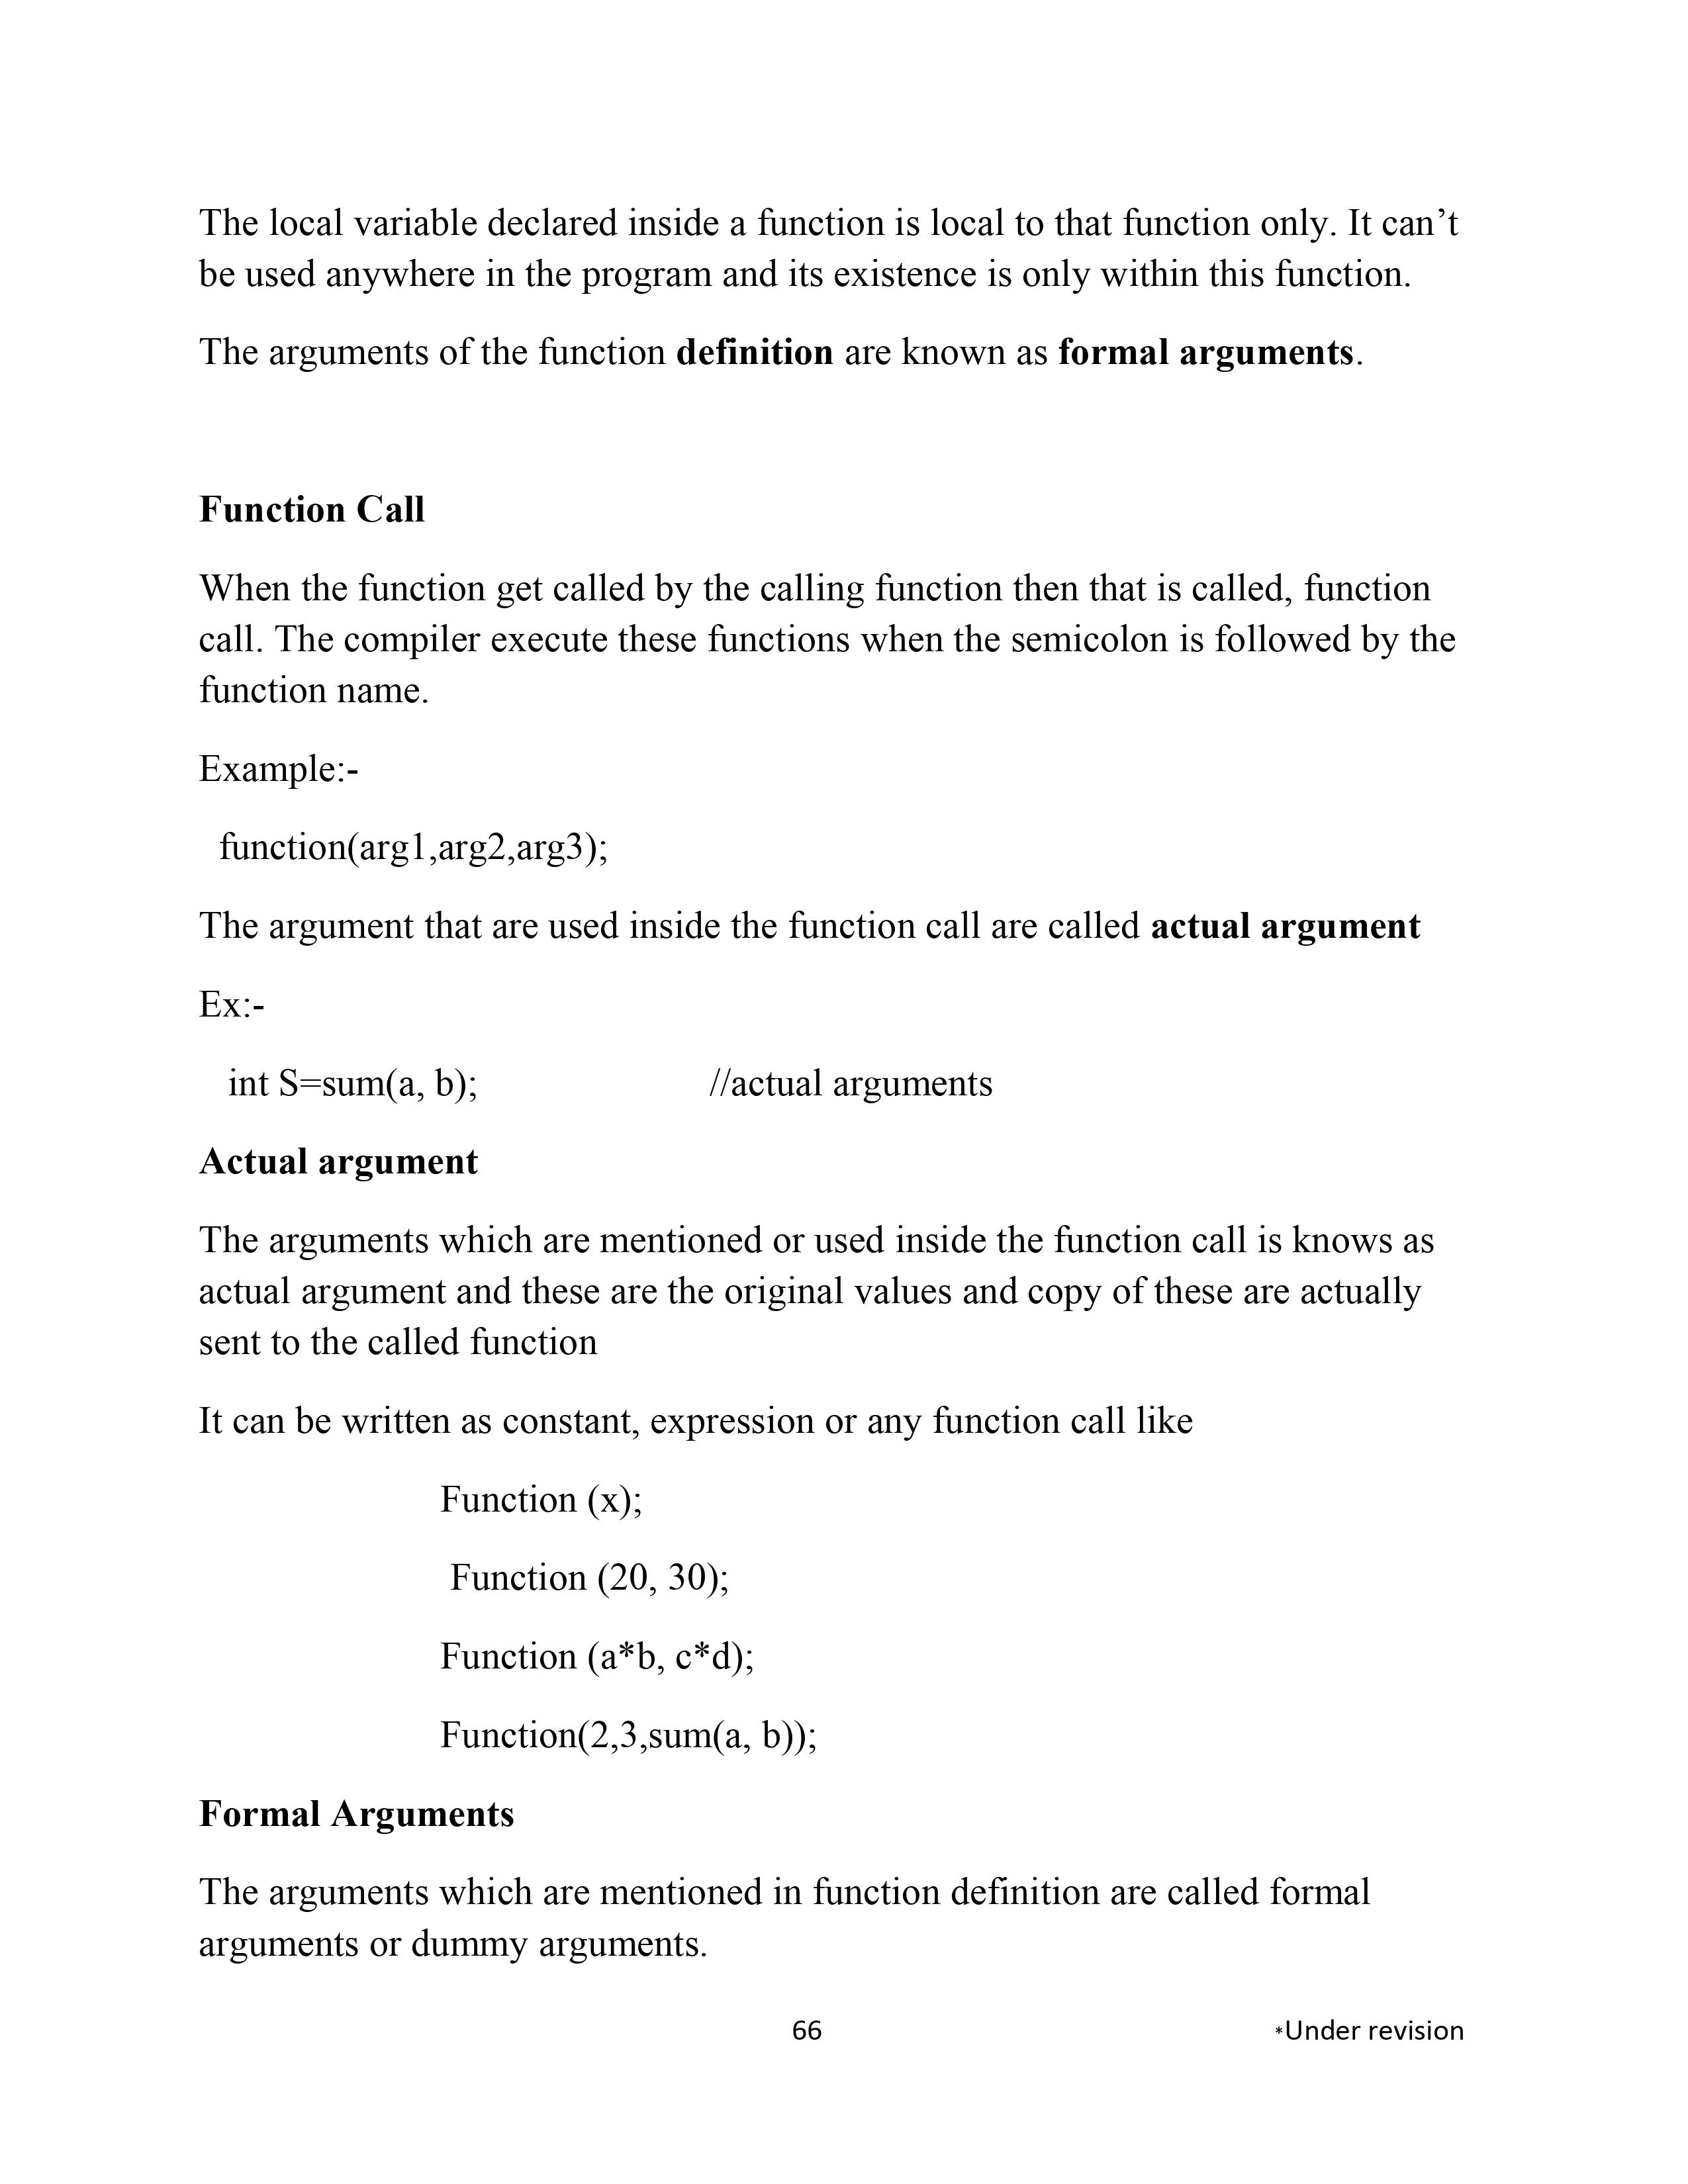 The local variable declared inside a function is local to that function only. It can’t
be used anywhere in the program and its existence is only within this function.
The arguments of the function definition are known as formal arguments.
Function Call
When the function get called by the calling function then that is called, function
call. The compiler execute these functions when the semicolon is followed by the
function name.
Example:-
function(arg1,arg2,arg3);
The argument that are used inside the function call are called actual argument
Ex:-
int S=sum(a, b); //actual arguments
Actual argument
The arguments which are mentioned or used inside the function call is knows as
actual argument and these are the original values and copy of these are actually
sent to the called function
It can be written as constant, expression or any function call like
Function (x);
Function (20, 30);
Function (a*b, c*d);
Function(2,3,sum(a, b));
Formal Arguments
The arguments which are mentioned in function definition are called formal
arguments or dummy arguments.
66 *Under revision